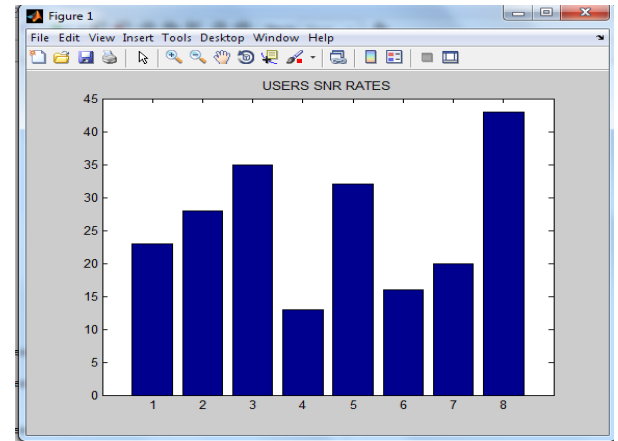 Figure 1
File Edit View Insert Tools Desktop Window Help
USERS SNR RATES
45
40
35
30
25
20
15
10
5
0
1 2 3 4 5 6 7 8